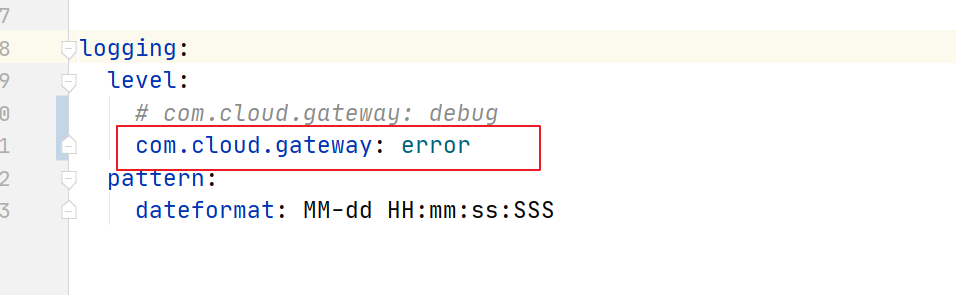 7
8 logging:
9 level:
0 # com.cloud.gateway: debug
1 com.cloud.gateway: error
2 pattern:
3 dateformat: MM-dd HH:mm:ss:SSS